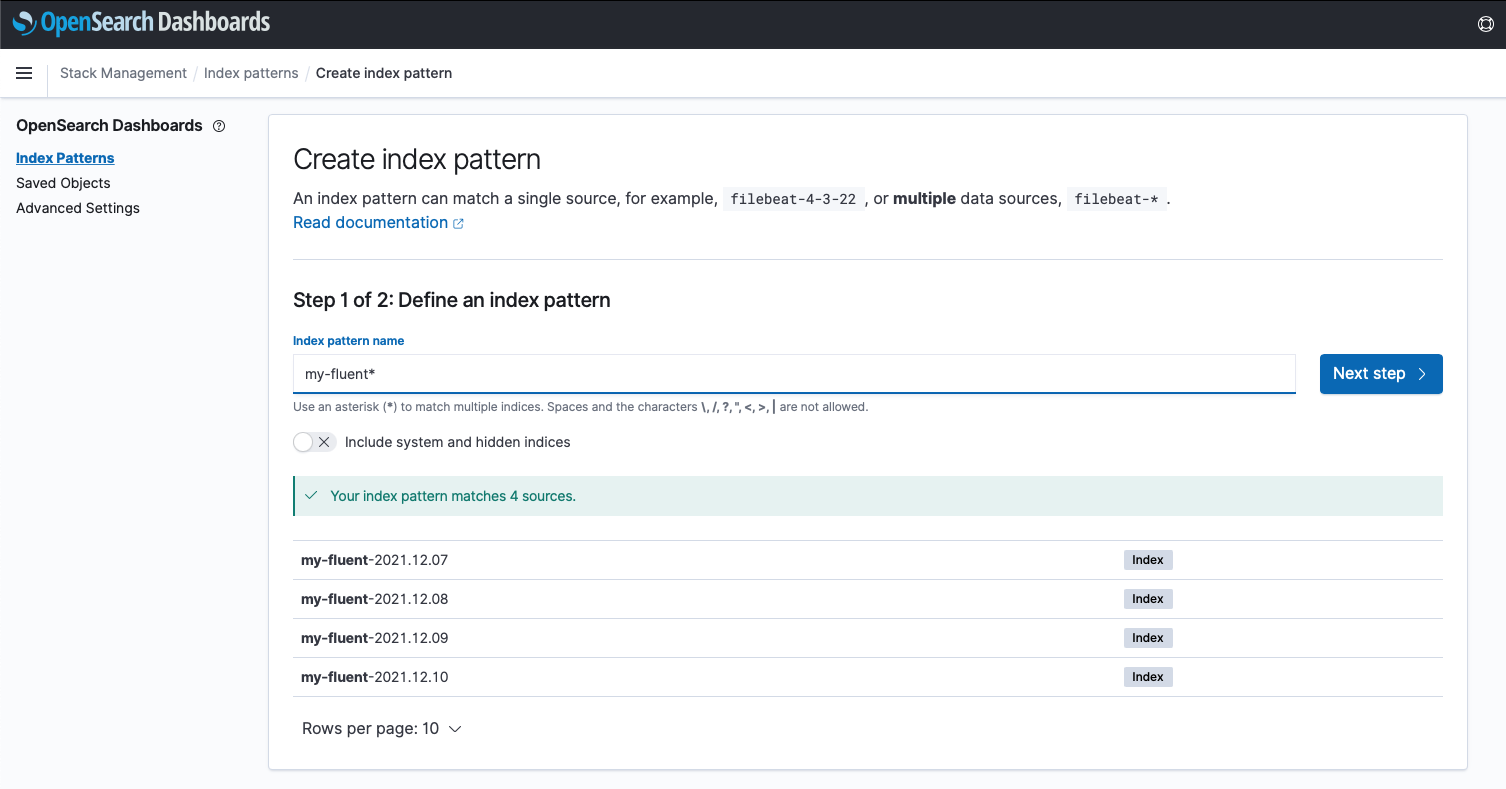 OpenSearch Dashboards
Stack Management / Index patterns / Create index pattern
OpenSearch Dashboards
Index Patterns
Saved Objects
Advanced Settings
Create index pattern
An index pattern can match a single source, for example, filebeat-4-3-22 , or multiple data sources, filebeat-* .
Read documentation
Step 1 of 2: Define an index pattern
Index pattern name
my-fluent*
Next step
Use an asterisk (*) to match multiple indices. Spaces and the characters \, /, ?, ", <, >, | are not allowed.
Include system and hidden indices
Your index pattern matches 4 sources.
my-fluent-2021.12.07 Index
my-fluent-2021.12.08 Index
my-fluent-2021.12.09 Index
my-fluent-2021.12.10 Index
Rows per page: 10